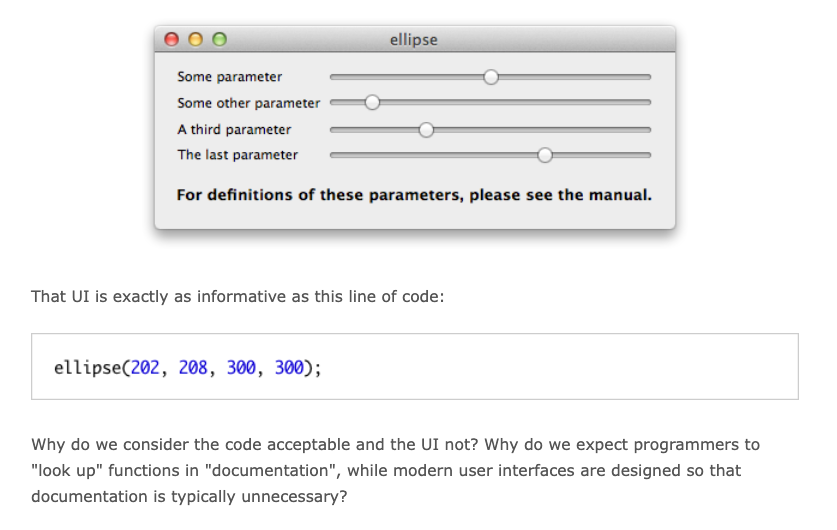 ellipse
Some parameter
Some other parameter
A third parameter
The last parameter
For definitions of these parameters, please see the manual.
That UI is exactly as informative as this line of code:
ellipse(202, 208, 300, 300);
Why do we consider the code acceptable and the UI not? Why do we expect programmers to
"look up" functions in "documentation", while modern user interfaces are designed so that
documentation is typically unnecessary?